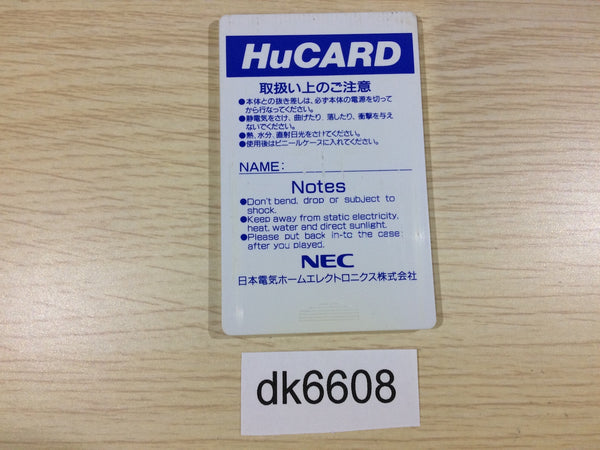 HuCARD
取扱い上のご注意
●本体との抜き差しは、必ず本体の電源を切って
から行なってください。
●静電気をさけ、曲げたり、落したり、衝撃を与え
ないでください。
●熱、水分、直射日光をさけてください。
●使用後はビニールケースに入れてください。
NAME:
Notes
●Don't bend, drop or subject to
shock.
●Keep away from static electricity,
heat, water and direct sunlight.
●Please put back in-to the case
after you played.
NEC
日本電気ホームエレクトロニクス株式会社
dk6608